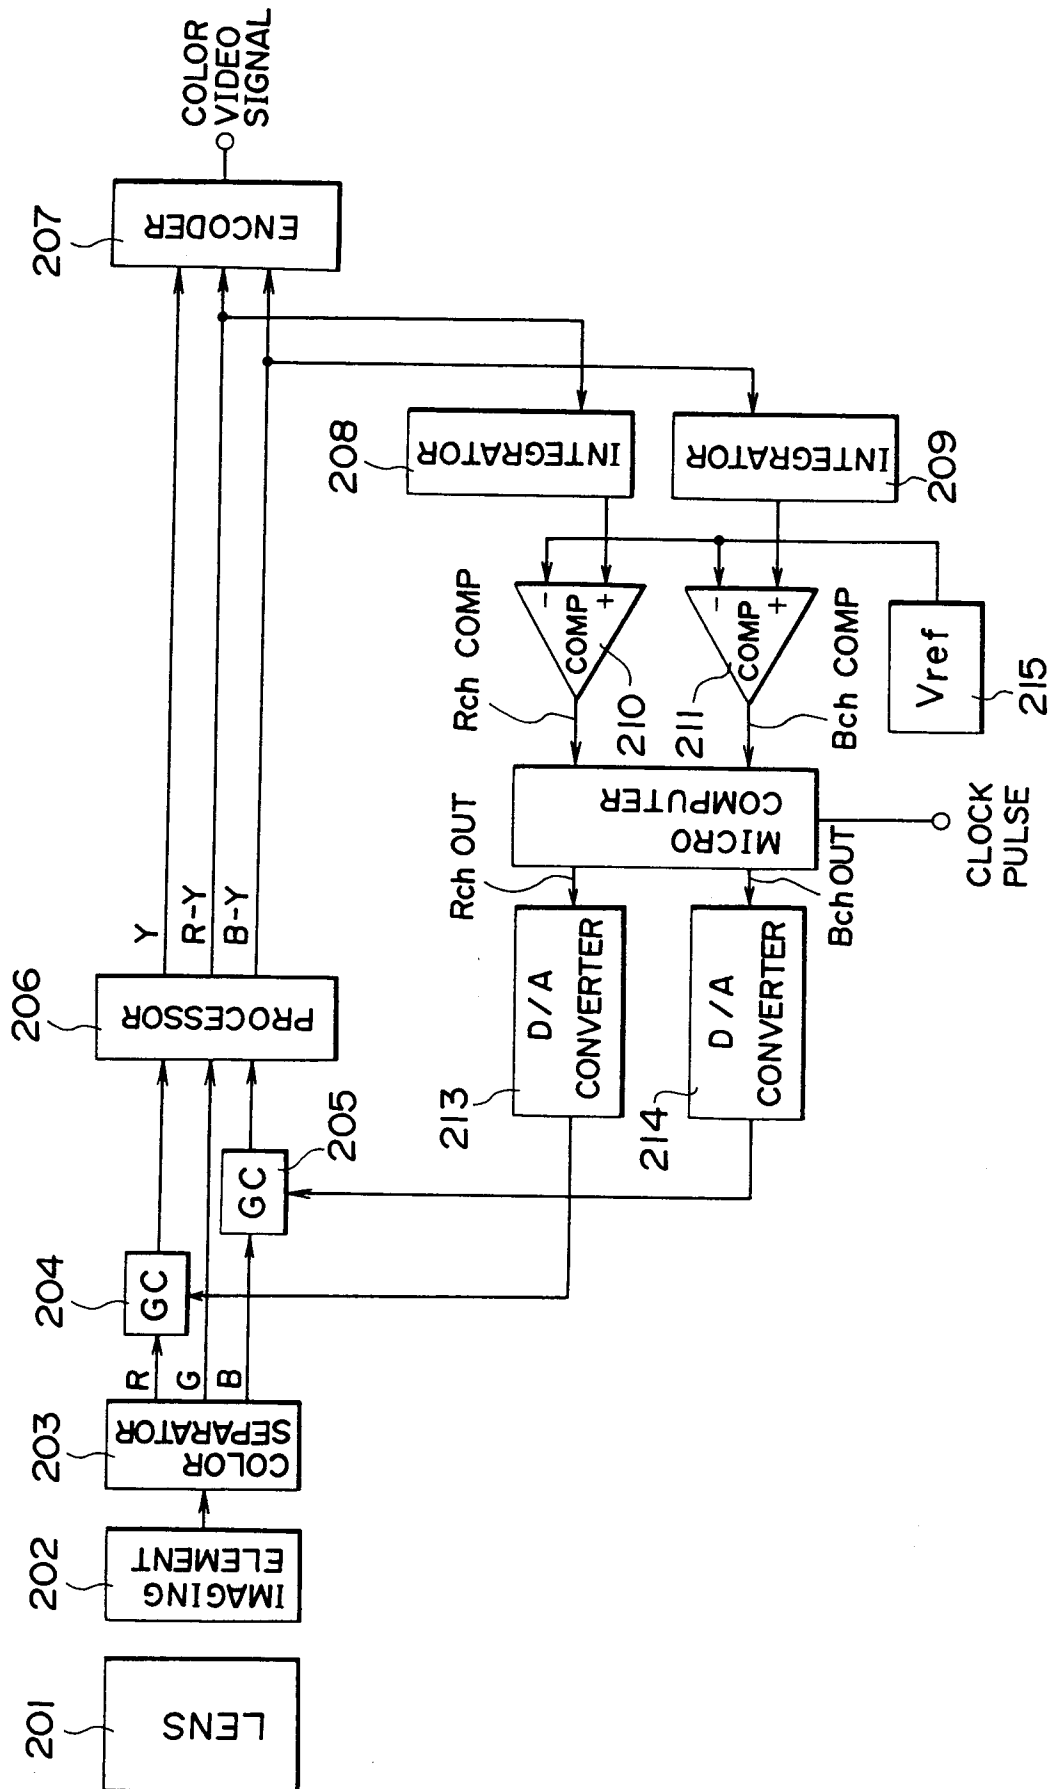 201
LENS
202
IMAGING
ELEMENT
203
COLOR
SEPARATOR
R
G
B
204
GC
205
GC
206
PROCESSOR
Y
R-Y
B-Y
207
ENCODER
COLOR
VIDEO
SIGNAL
208
INTEGRATOR
209
INTEGRATOR
Rch COMP
-
+
COMP
210
-
+
COMP
211
Bch COMP
Vref
215
MICRO
COMPUTER
CLOCK
PULSE
Rch OUT
Bch OUT
D/A
CONVERTER
213
D/A
CONVERTER
214